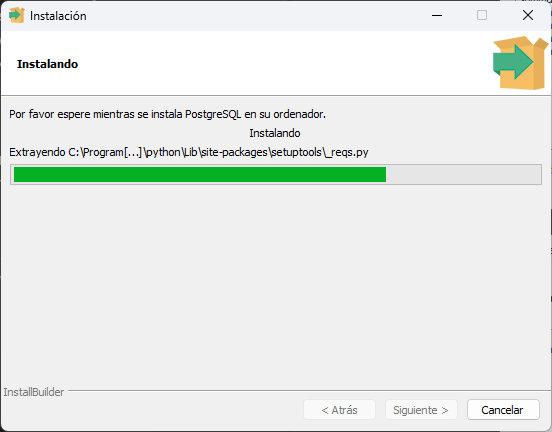 Instalación
Instalando
Por favor espere mientras se instala PostgreSQL en su ordenador.
Instalando
Extrayendo C:\Program[...]\python\Lib\site-packages\setuptools\_reqs.py
InstallBuilder
< Atrás
Siguiente >
Cancelar